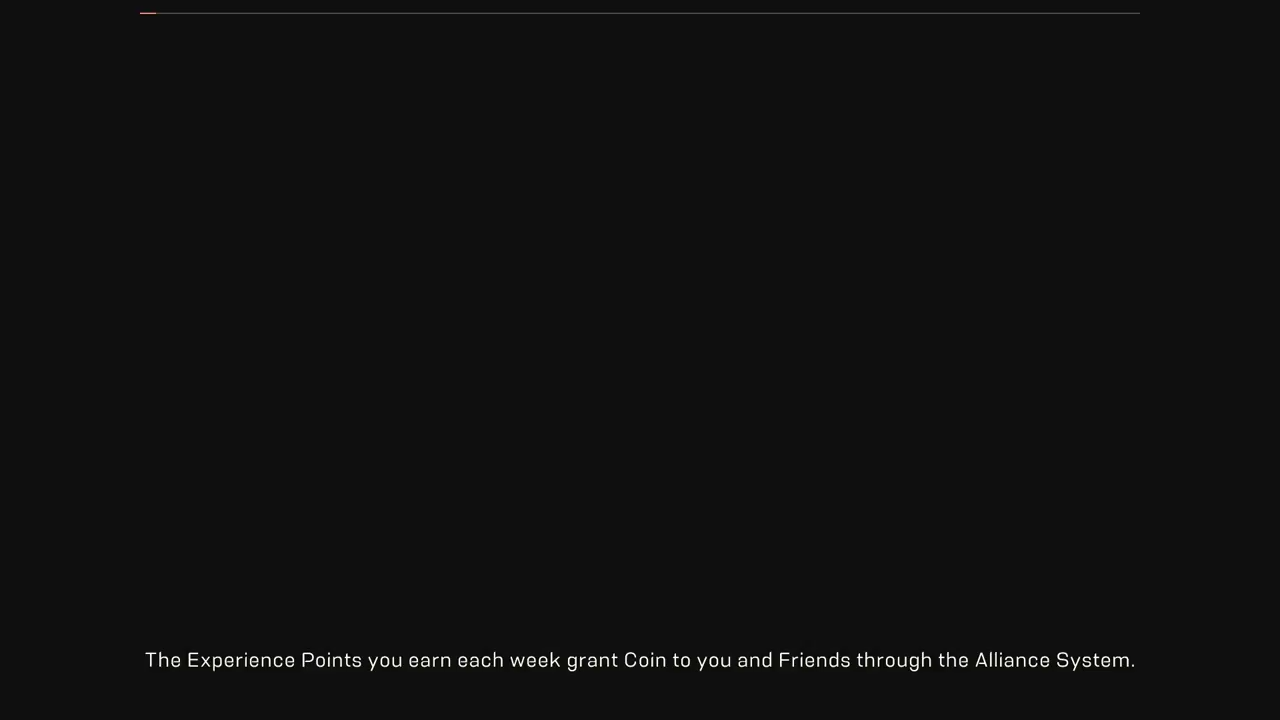 The Experience Points you earn each week grant Coin to you and Friends through the Alliance System.